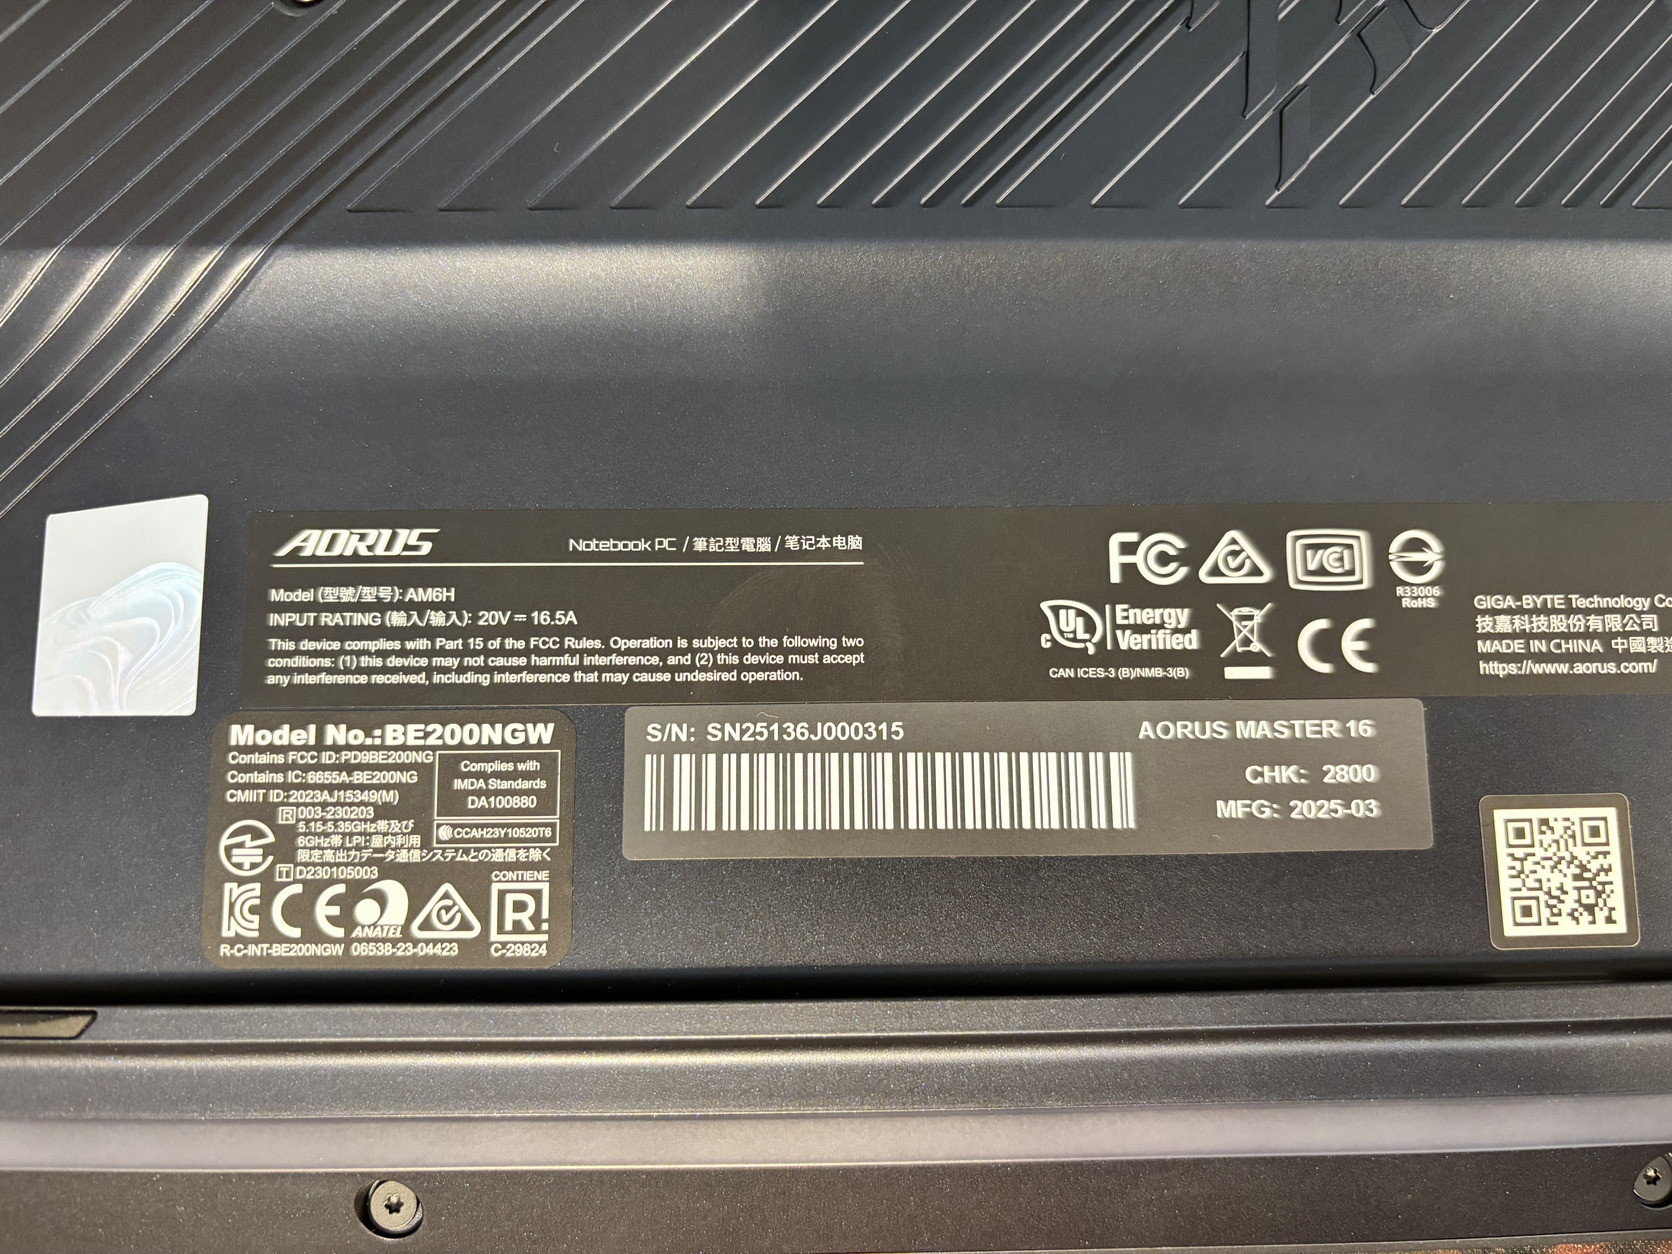 AORUS
Notebook PC / 筆記型電腦 / 笔记本电脑
Model (型號/型号): AM6H
INPUT RATING (輸入/输入): 20V ⎓ 16.5A
This device complies with Part 15 of the FCC Rules. Operation is subject to the following two
conditions: (1) this device may not cause harmful interference, and (2) this device must accept
any interference received, including interference that may cause undesired operation.
FC
VCI
R33006
RoHS
c UL TM
Energy
Verified
CE
CAN ICES-3 (B)/NMB-3(B)
GIGA-BYTE Technology Co
技嘉科技股份有限公司
MADE IN CHINA 中國製造
https://www.aorus.com/
Model No.:BE200NGW
Contains FCC ID:PD9BE200NG
Contains IC:6655A-BE200NG
CMIIT ID:2023AJ15349(M)
Complies with
IMDA Standards
DA100880
R 003-230203
5.15-5.35GHz帯及び
6GHz帯 LPI:屋内利用
限定高出力データ通信システムとの通信を除く
T D230105003
CCAH23Y10520T6
CONTIENE
CE
ANATEL
R!
R-C-INT-BE200NGW 06538-23-04423
C-29824
S/N: SN25136J000315
AORUS MASTER 16
CHK: 2800
MFG: 2025-03